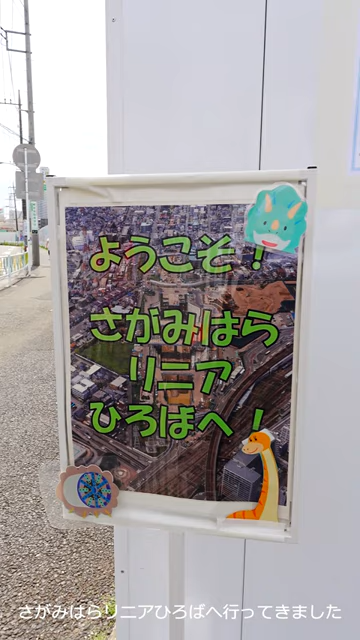 ようこそ！
さがみはら
リニア
ひろばへ！
さがみはらリニアひろばへ行ってきました